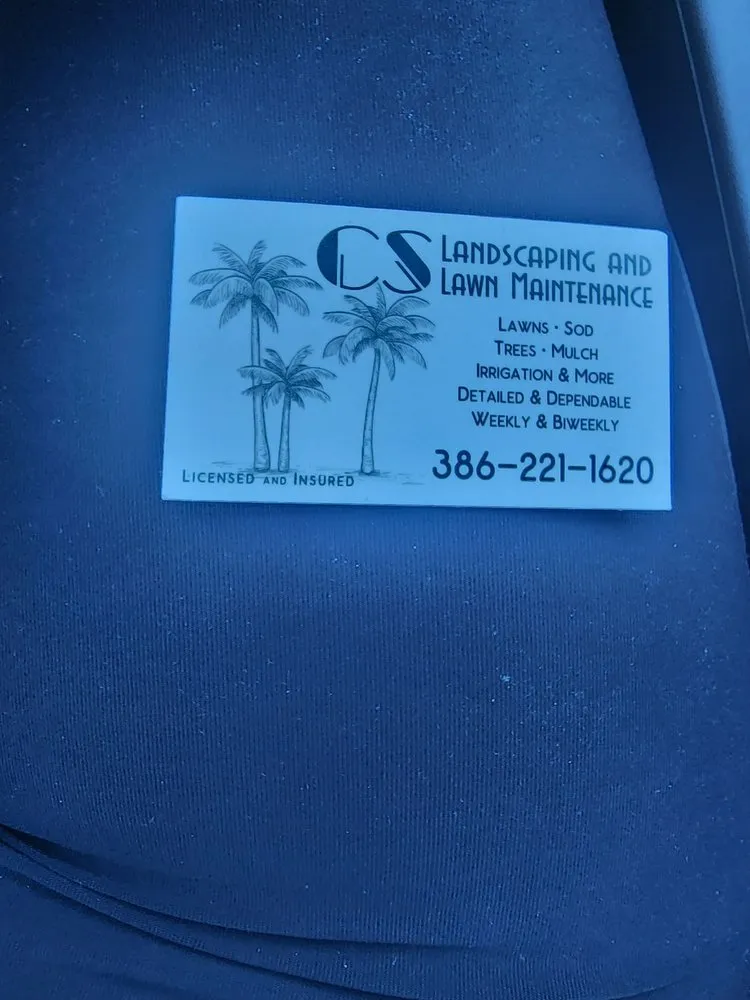 CS LANDSCAPING AND
LAWN MAINTENANCE
LAWNS · SOD
TREES · MULCH
IRRIGATION & MORE
DETAILED & DEPENDABLE
WEEKLY & BIWEEKLY
386-221-1620
LICENSED AND INSURED